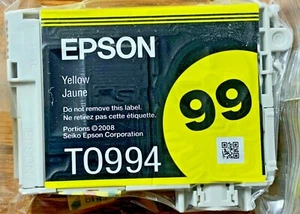 EPSON
Yellow
Jaune
Do not remove this label.
Ne retirez pas cette étiquette.
Portions ©2008
Seiko Epson Corporation
99
T0994